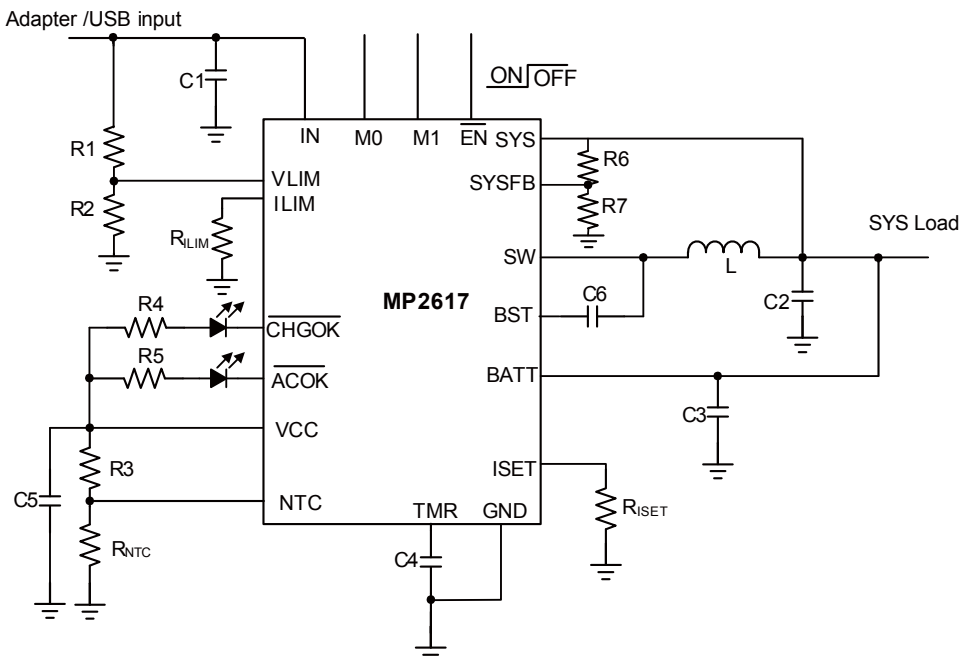 Adapter /USB input
C1
ON OFF
IN M0 M1 EN SYS
R1
R6
VLIM
SYSFB
R2
ILIM
R7
RILIM
SYS Load
SW
L
MP2617
C6
C2
R4
BST
CHGOK
R5
ACOK
BATT
C3
VCC
R3
ISET
C5
NTC
TMR GND
RISET
RNTC
C4